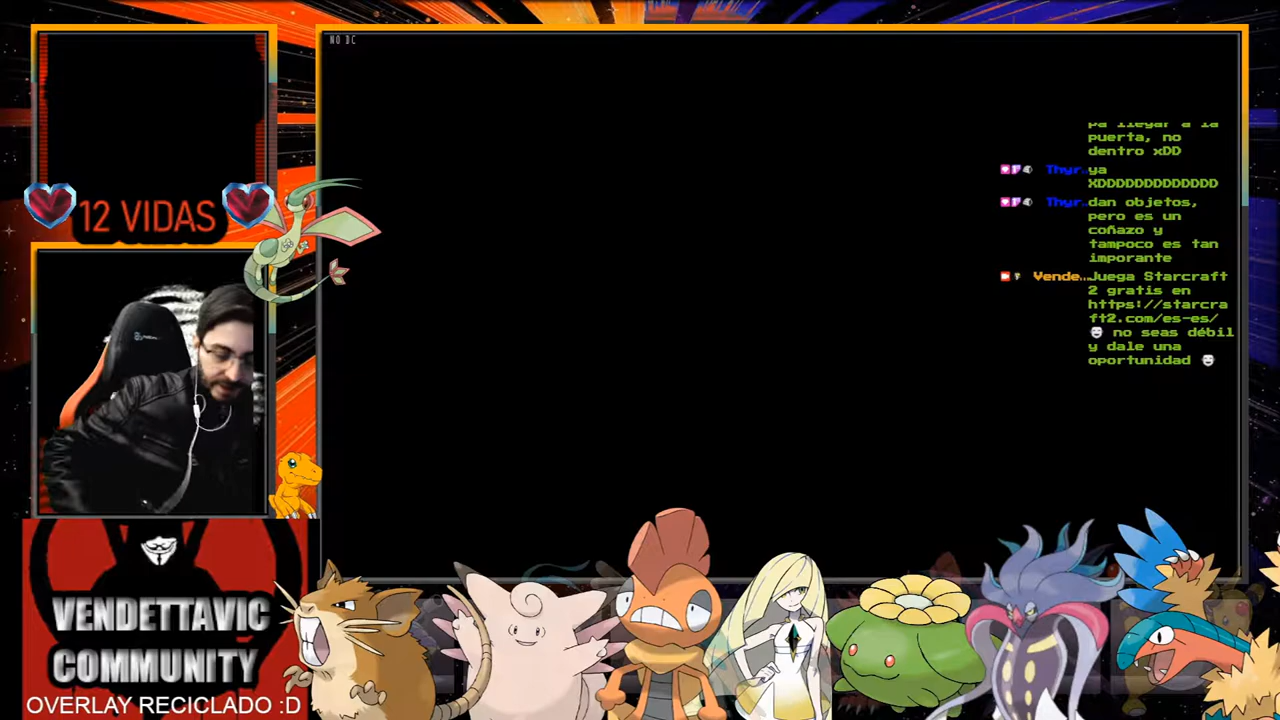 NO DC
pa llegar a la
puerta, no
dentro xDD
Thyr..ya
XDDDDDDDDDDDDD
Thyr..dan objetos,
pero es un
coñazo y
tampoco es tan
imporante
Vende..Juega Starcraft
2 gratis en
https://starcra
ft2.com/es-es/
no seas débil
y dale una
oportunidad
12 VIDAS
VENDETTAVIC
COMMUNITY
OVERLAY RECICLADO :D